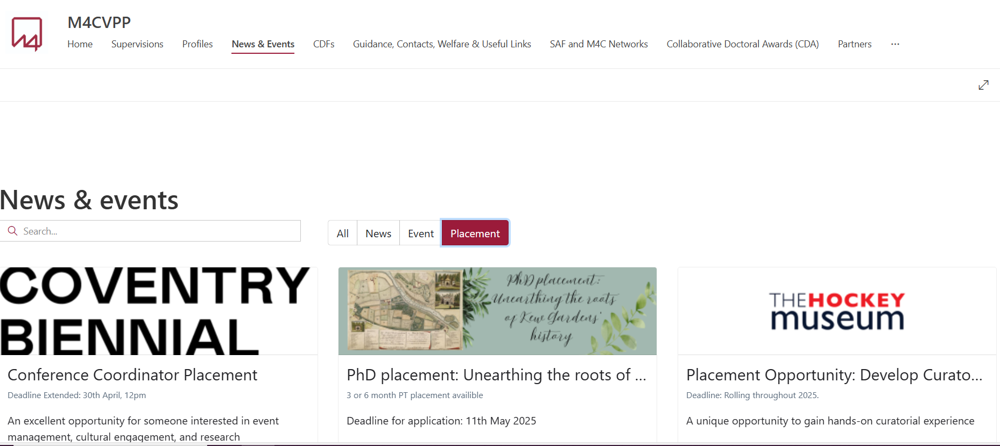 M4CVPP
Home Supervisions Profiles News & Events CDFs Guidance, Contacts, Welfare & Useful Links SAF and M4C Networks Collaborative Doctoral Awards (CDA) Partners ...
M4
News & events
Search...
All News Event Placement
COVENTRY
BIENNIAL
Conference Coordinator Placement
Deadline Extended: 30th April, 12pm
An excellent opportunity for someone interested in event
management, cultural engagement, and research
PhD placement:
Unearthing the roots
of Kew Gardens'
history
PhD placement: Unearthing the roots of ...
3 or 6 month PT placement availible
Deadline for application: 11th May 2025
THE HOCKEY
museum
Placement Opportunity: Develop Curato...
Deadline: Rolling throughout 2025.
A unique opportunity to gain hands-on curatorial experience